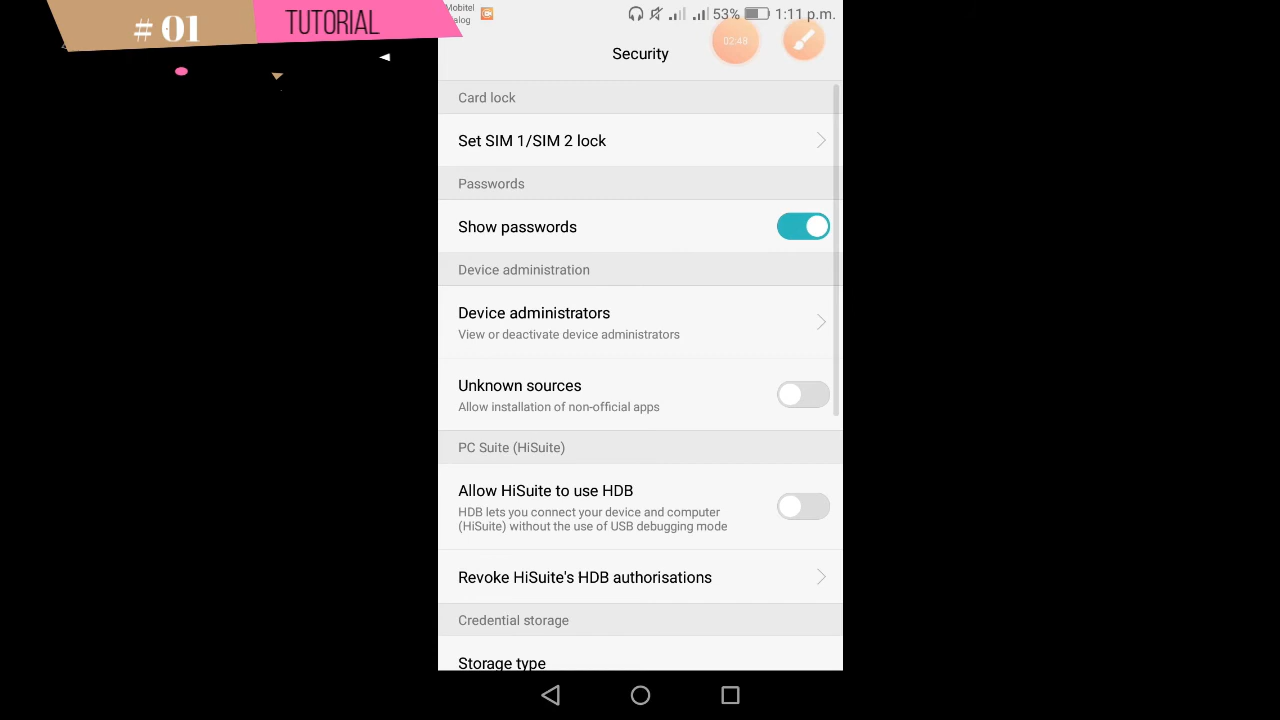 # 01
TUTORIAL
Mobitel
alog
53%
1:11 p.m.
02:48
Security
Card lock
Set SIM 1/SIM 2 lock
Passwords
Show passwords
Device administration
Device administrators
View or deactivate device administrators
Unknown sources
Allow installation of non-official apps
PC Suite (HiSuite)
Allow HiSuite to use HDB
HDB lets you connect your device and computer
(HiSuite) without the use of USB debugging mode
Revoke HiSuite's HDB authorisations
Credential storage
Storage type